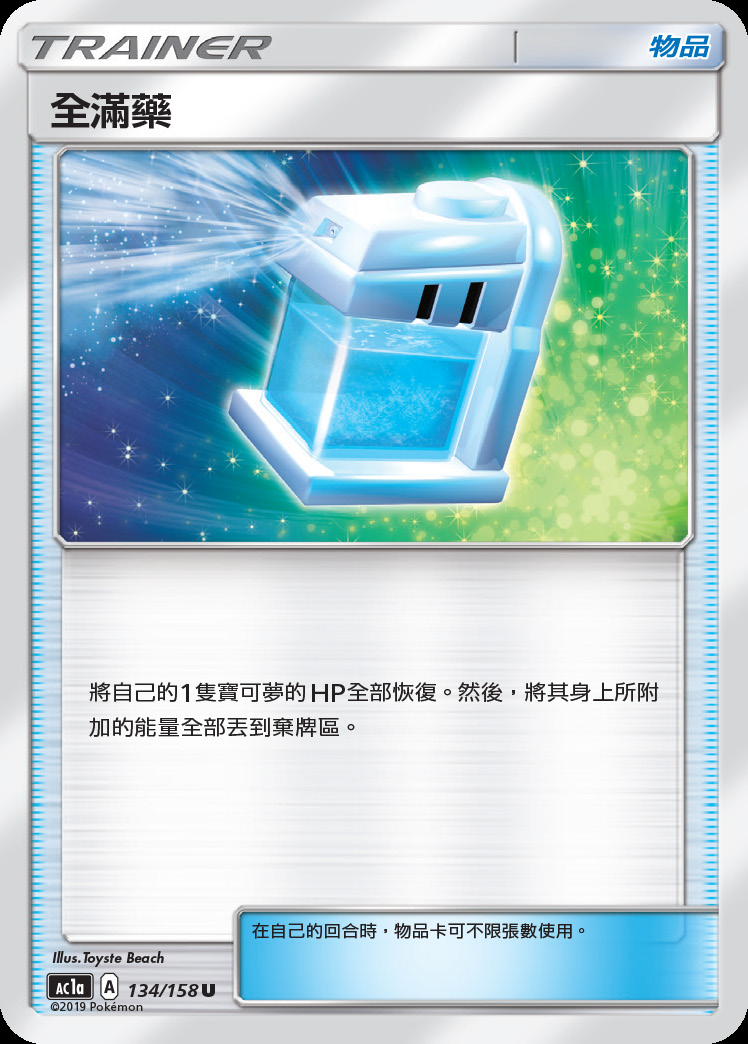 TRAINER 物品
全滿藥
將自己的1隻寶可夢的HP全部恢復。然後，將其身上所附
加的能量全部丟到棄牌區。
在自己的回合時，物品卡可不限張數使用。
Illus.Toyste Beach
AC1a A 134/158 U
©2019 Pokémon